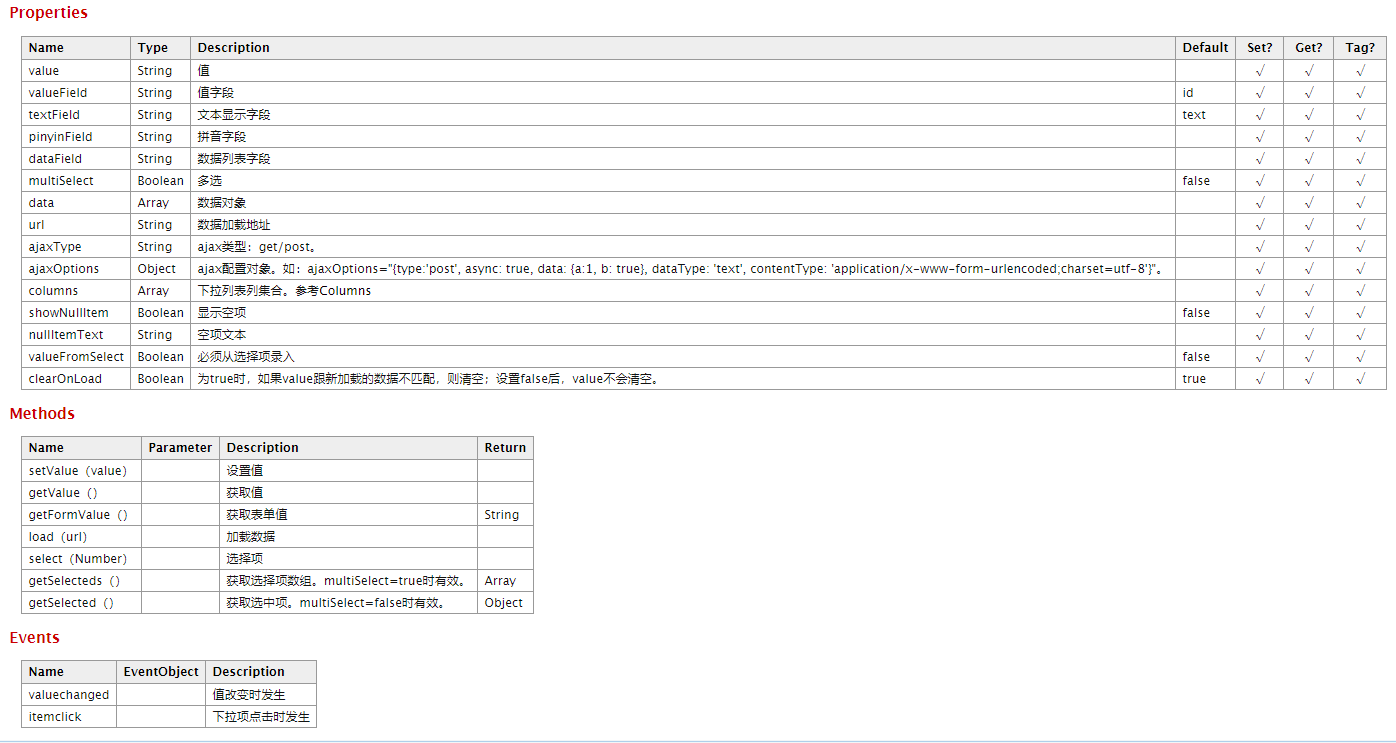 Properties
Name Type Description Default Set? Get? Tag?
value String 值 √ √ √
valueField String 值字段 id √ √ √
textField String 文本显示字段 text √ √ √
pinyinField String 拼音字段 √ √ √
dataField String 数据列表字段 √ √ √
multiSelect Boolean 多选 false √ √ √
data Array 数据对象 √ √ √
url String 数据加载地址 √ √ √
ajaxType String ajax类型：get/post。 √ √ √
ajaxOptions Object ajax配置对象。如：ajaxOptions="{type:'post', async: true, data: {a:1, b: true}, dataType: 'text', contentType: 'application/x-www-form-urlencoded;charset=utf-8'}"。 √ √ √
columns Array 下拉列表列集合。参考Columns √ √ √
showNullItem Boolean 显示空项 false √ √ √
nullItemText String 空项文本 √ √ √
valueFromSelect Boolean 必须从选择项录入 false √ √ √
clearOnLoad Boolean 为true时，如果value跟新加载的数据不匹配，则清空；设置false后，value不会清空。 true √ √ √
Methods
Name Parameter Description Return
setValue (value) 设置值
getValue () 获取值
getFormValue () 获取表单值 String
load (url) 加载数据
select (Number) 选择项
getSelecteds () 获取选择项数组。multiSelect=true时有效。 Array
getSelected () 获取选中项。multiSelect=false时有效。 Object
Events
Name EventObject Description
valuechanged 值改变时发生
itemclick 下拉项点击时发生